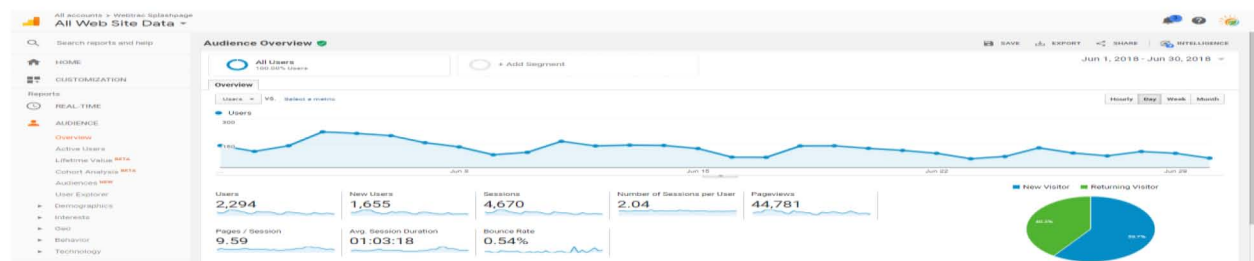 All accounts > Webtrac Splashpage
All Web Site Data
Search reports and help
HOME
CUSTOMIZATION
Reports
REAL-TIME
AUDIENCE
Overview
Active Users
Lifetime Value BETA
Cohort Analysis BETA
Audiences NEW
User Explorer
Demographics
Interests
Geo
Behavior
Technology
Audience Overview
SAVE EXPORT SHARE INTELLIGENCE
All Users
100.00% Users
+ Add Segment
Jun 1, 2018 - Jun 30, 2018
Overview
Users VS. Select a metric
Hourly Day Week Month
Users
300
150
Jun 8 Jun 15 Jun 22 Jun 29
New Visitor Returning Visitor
Users
2,294
New Users
1,655
Sessions
4,670
Number of Sessions per User
2.04
Pageviews
44,781
Pages / Session
9.59
Avg. Session Duration
01:03:18
Bounce Rate
0.54%